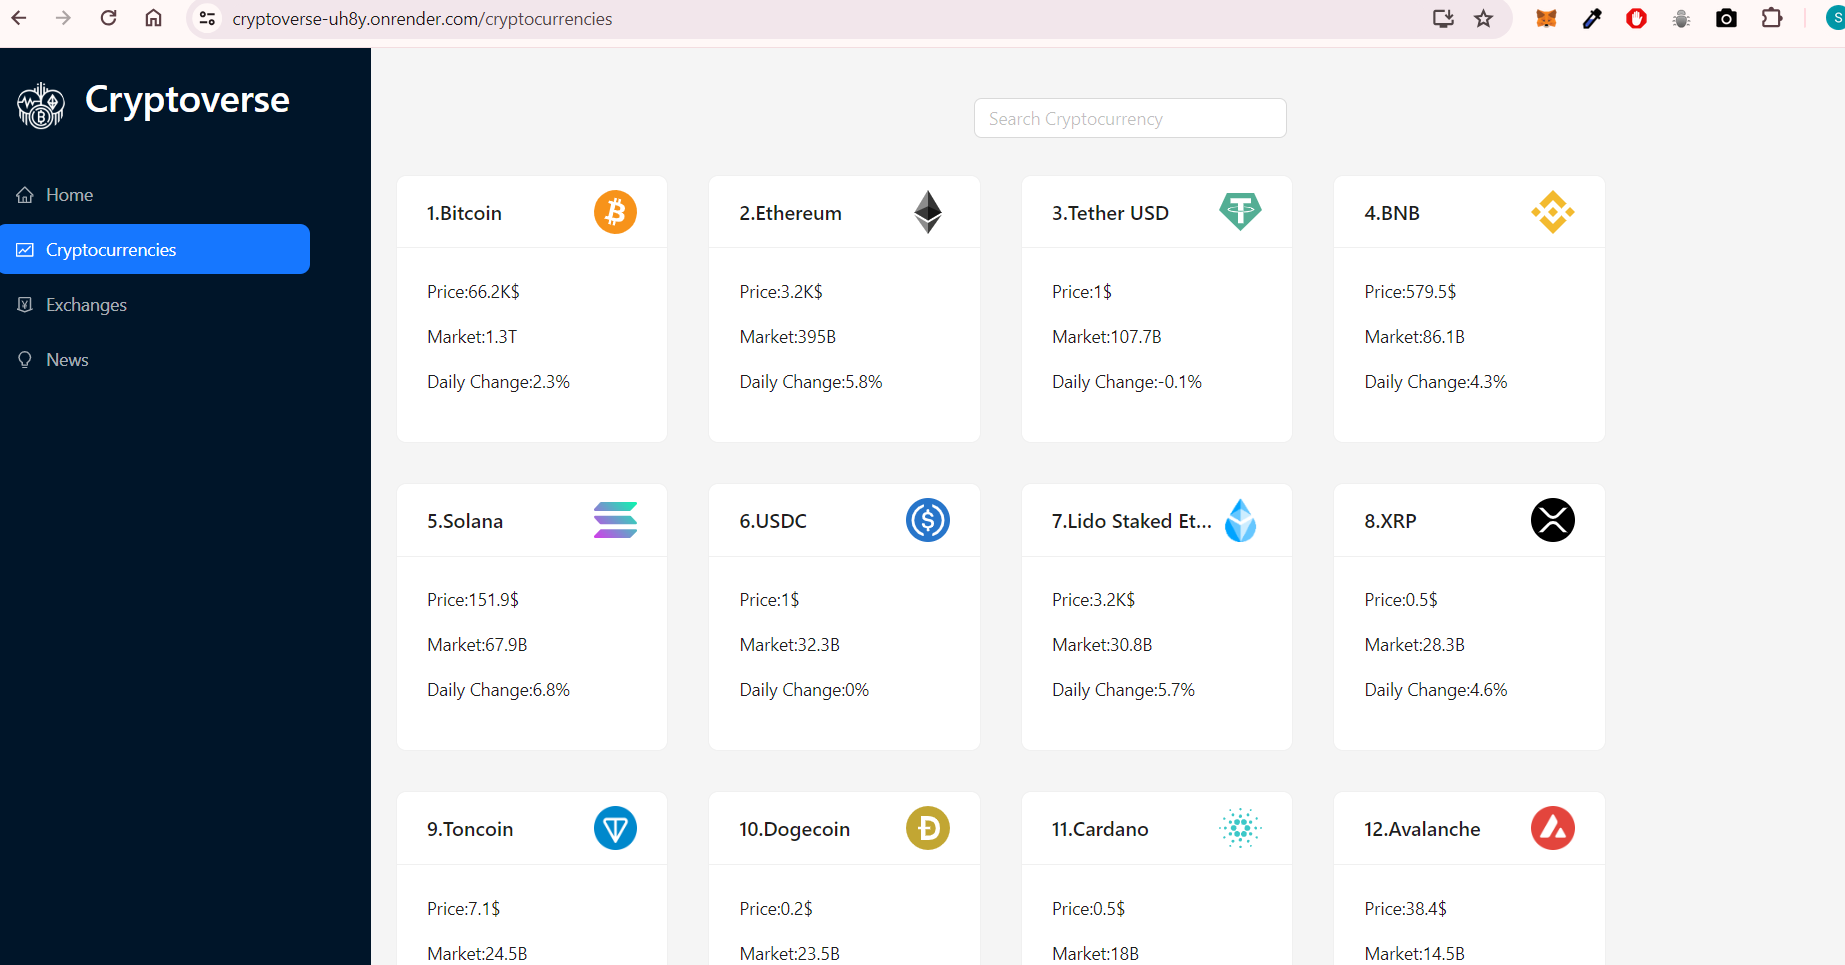 cryptoverse-uh8y.onrender.com/cryptocurrencies
S
Cryptoverse
Home
Cryptocurrencies
Exchanges
News
Search Cryptocurrency
1.Bitcoin
Price:66.2K$
Market:1.3T
Daily Change:2.3%
2.Ethereum
Price:3.2K$
Market:395B
Daily Change:5.8%
3.Tether USD
Price:1$
Market:107.7B
Daily Change:-0.1%
4.BNB
Price:579.5$
Market:86.1B
Daily Change:4.3%
5.Solana
Price:151.9$
Market:67.9B
Daily Change:6.8%
6.USDC
Price:1$
Market:32.3B
Daily Change:0%
7.Lido Staked Et...
Price:3.2K$
Market:30.8B
Daily Change:5.7%
8.XRP
Price:0.5$
Market:28.3B
Daily Change:4.6%
9.Toncoin
Price:7.1$
Market:24.5B
10.Dogecoin
Price:0.2$
Market:23.5B
11.Cardano
Price:0.5$
Market:18B
12.Avalanche
Price:38.4$
Market:14.5B